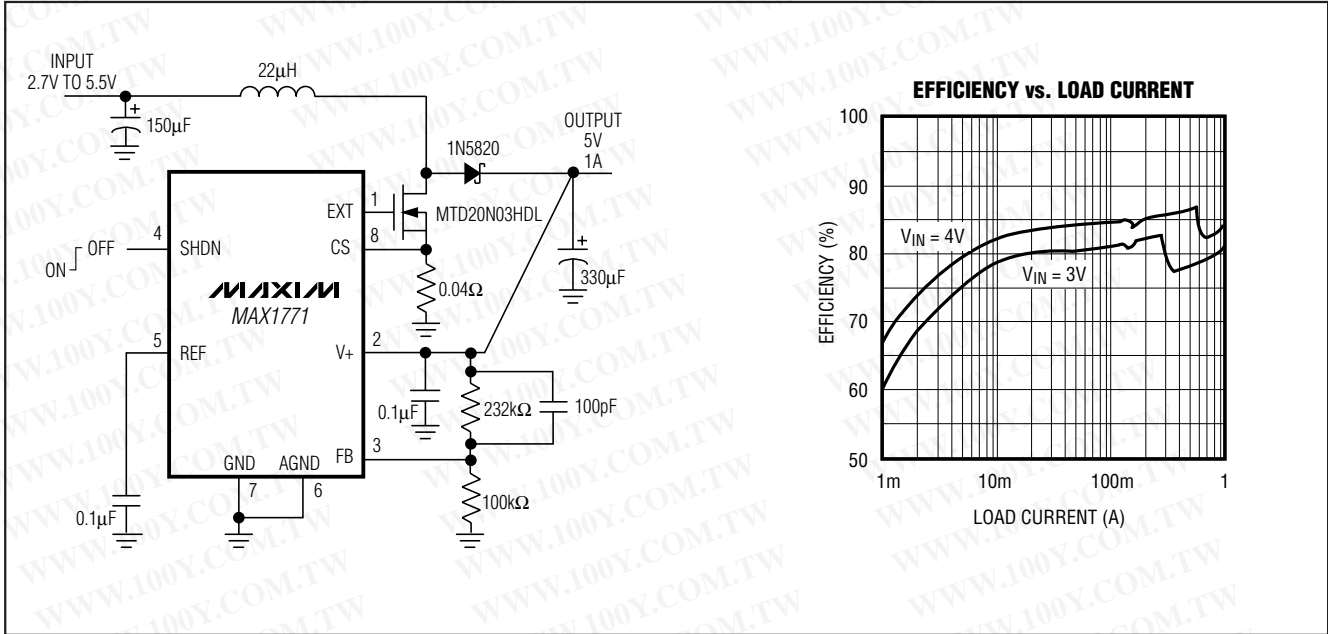 INPUT
2.7V TO 5.5V
22µH
150µF
1N5820
OUTPUT
5V
1A
MTD20N03HDL
EXT
1
CS
8
0.04Ω
330µF
ON
OFF
4
SHDN
MAXIM
MAX1771
5
REF
V+
2
0.1µF
232kΩ
100pF
FB
3
GND
AGND
7
6
100kΩ
0.1µF
EFFICIENCY vs. LOAD CURRENT
EFFICIENCY (%)
100
90
80
70
60
50
VIN = 4V
VIN = 3V
1m
10m
100m
1
LOAD CURRENT (A)
WWW.100Y.COM.TW